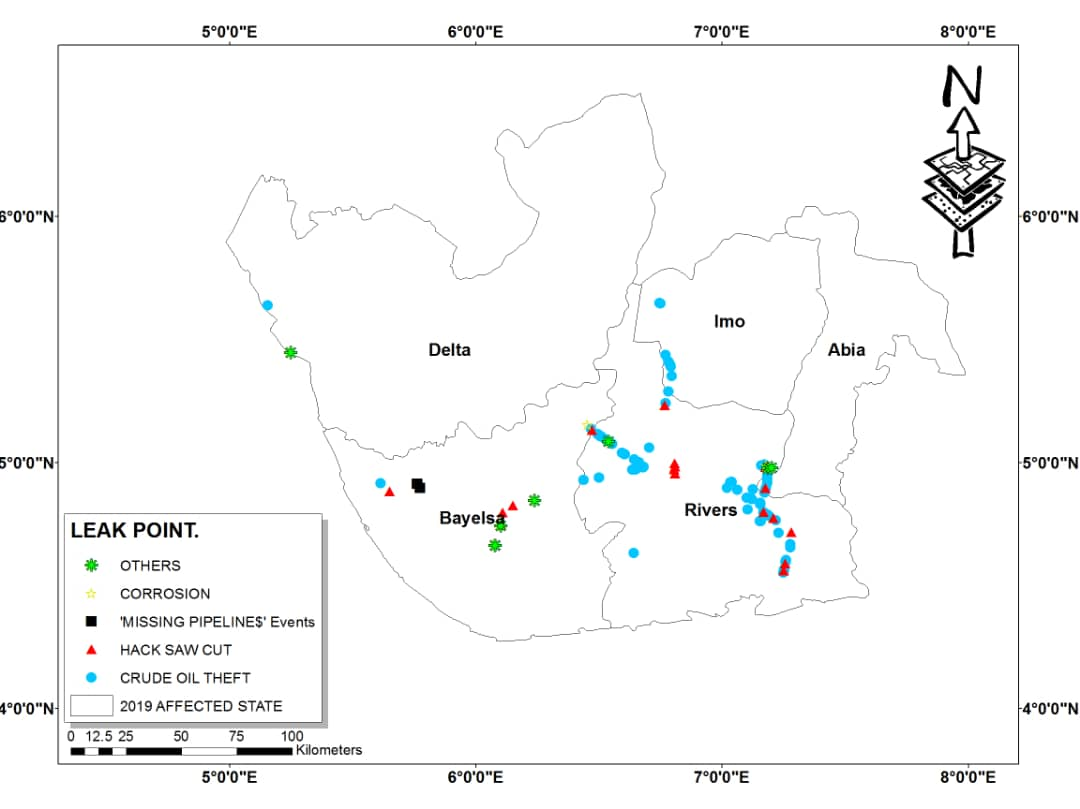 5°0'0"E 6°0'0"E 7°0'0"E 8°0'0"E
N
6°0'0"N 6°0'0"N
Imo
Delta Abia
5°0'0"N 5°0'0"N
Rivers
Bayelsa
LEAK POINT.
OTHERS
CORROSION
'MISSING PIPELINE$' Events
HACK SAW CUT
CRUDE OIL THEFT
2019 AFFECTED STATE
4°0'0"N 4°0'0"N
0 12.5 25 50 75 100
Kilometers
5°0'0"E 6°0'0"E 7°0'0"E 8°0'0"E